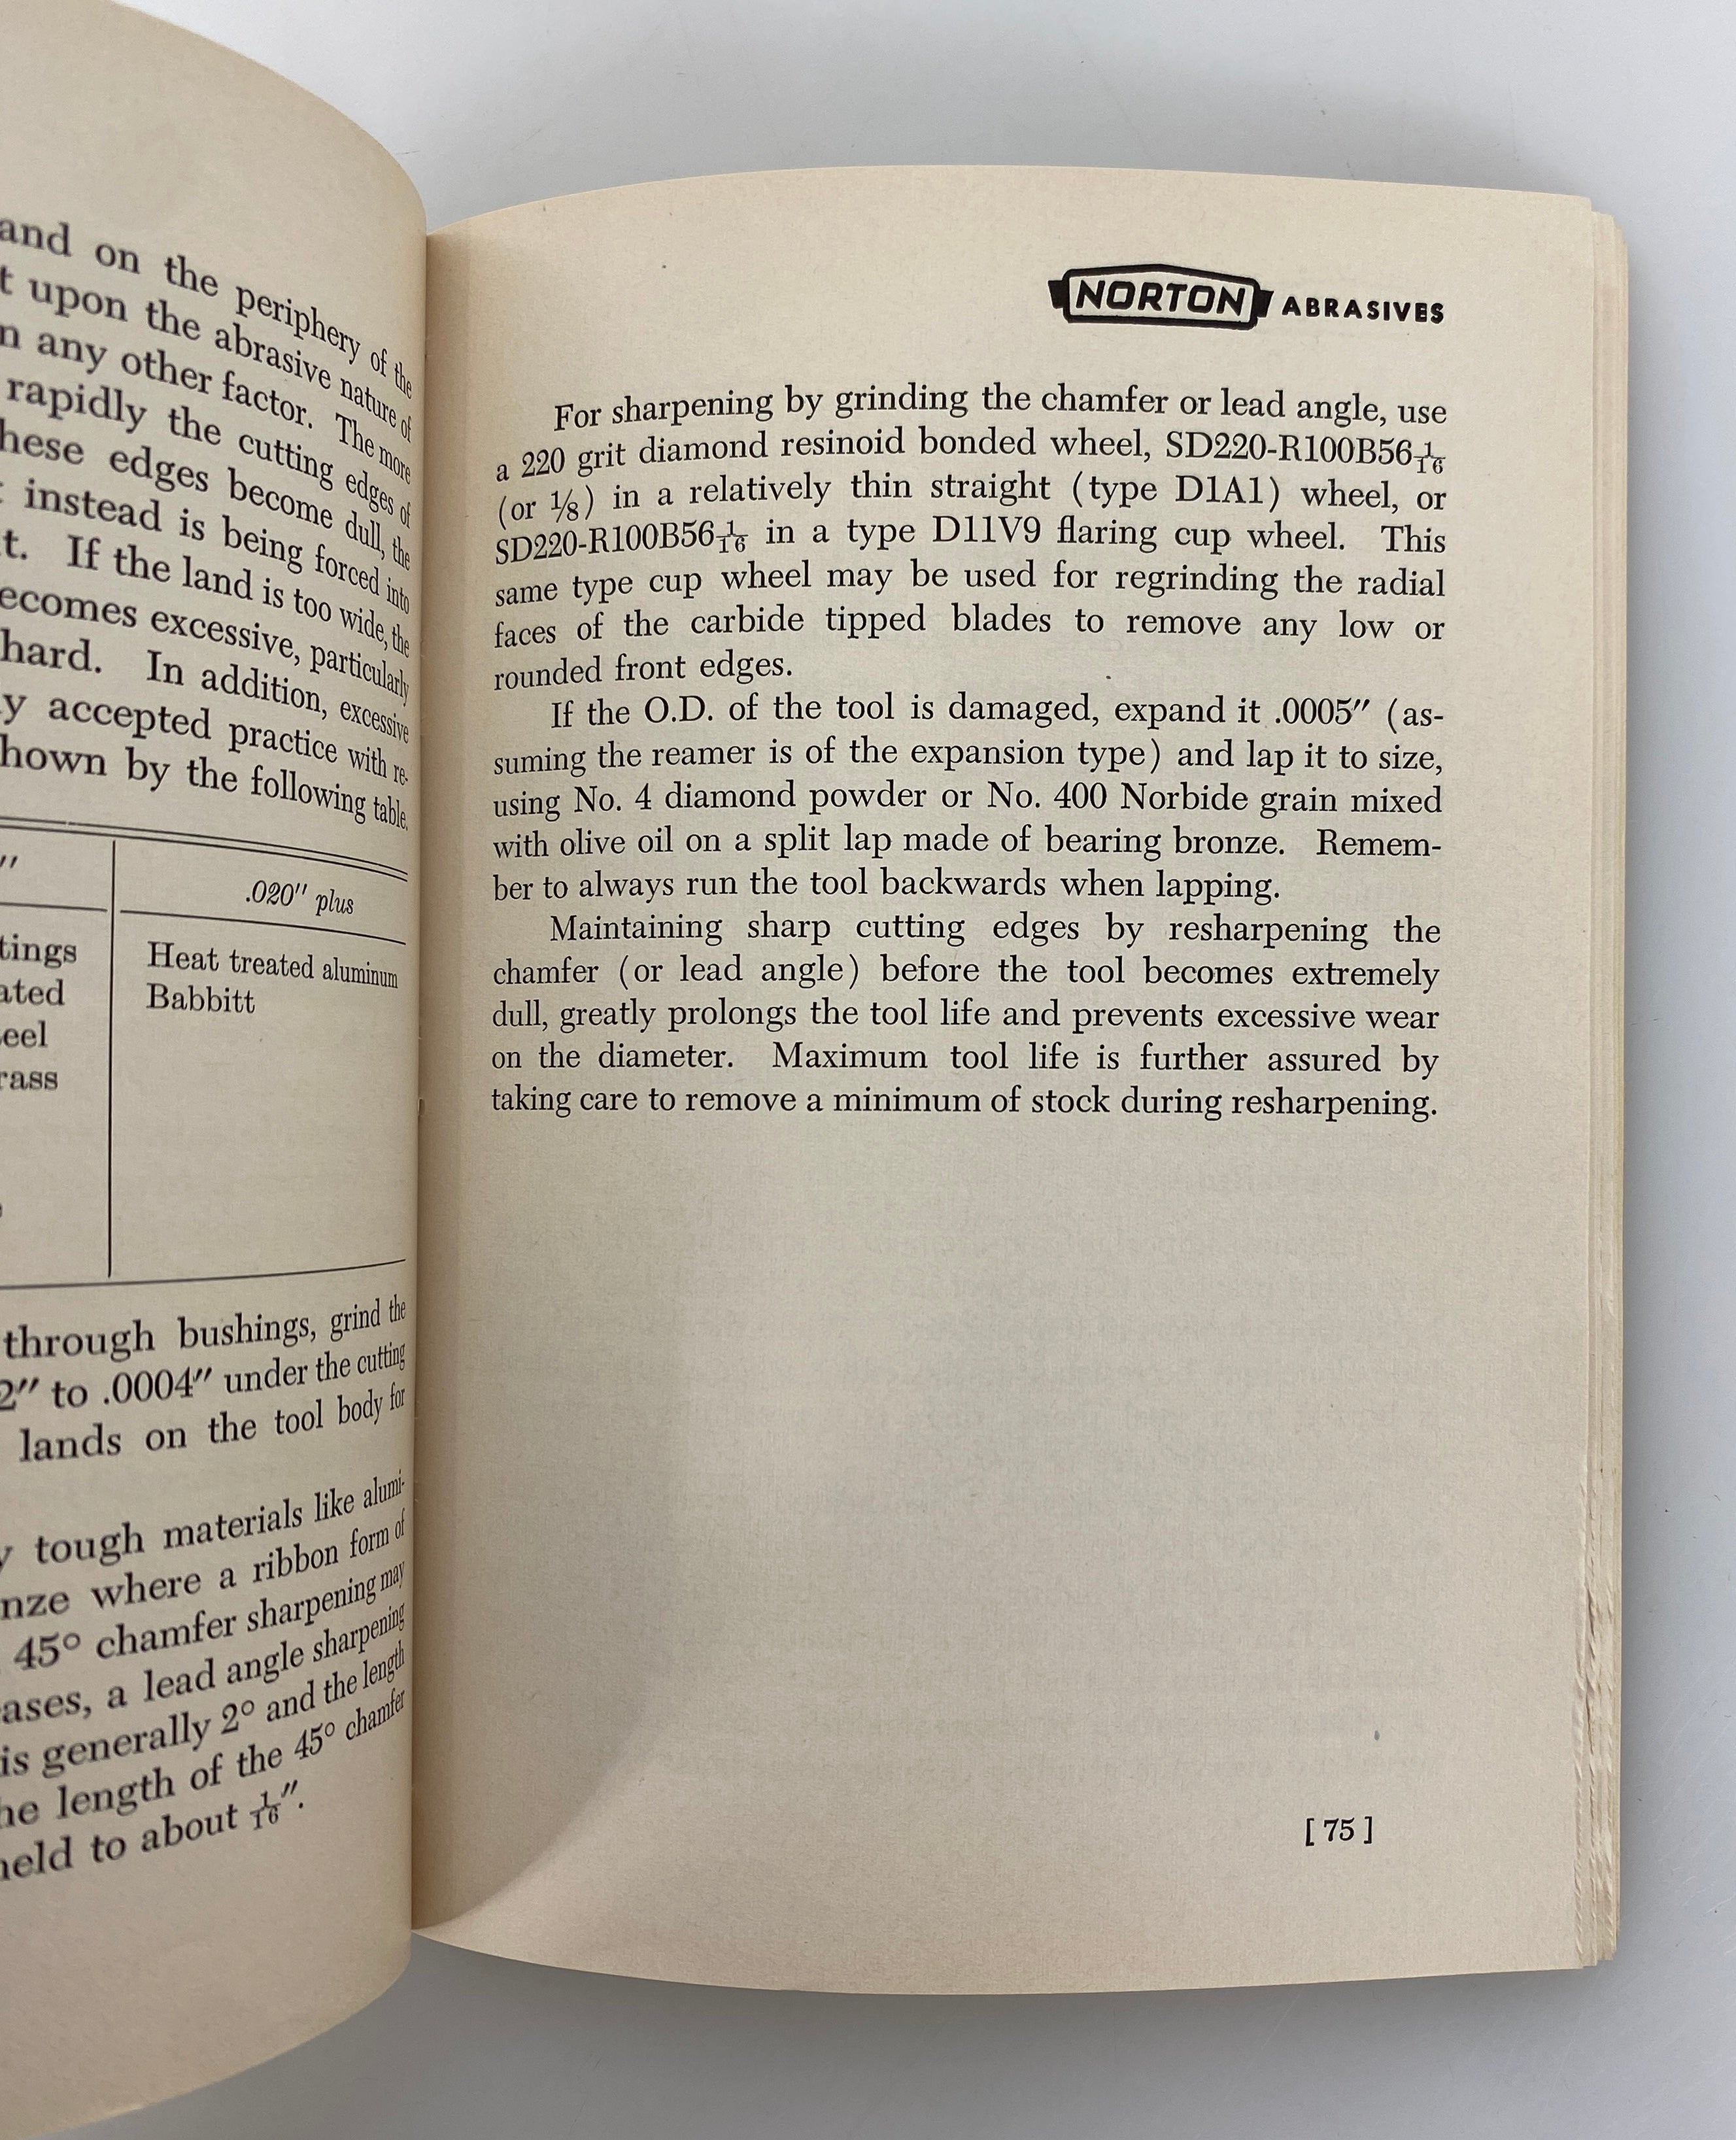 and on the periphery of the
upon the abrasive nature of
any other factor. The more
rapidly the cutting edges of
these edges become dull, the
instead is being forced into
If the land is too wide, the
becomes excessive, particularly
hard. In addition, excessive
accepted practice with re-
shown by the following table.
.020″ plus
Heat treated aluminum
Babbitt
through bushings, grind the
to .0004″ under the cutting
lands on the tool body for
tough materials like alumi-
where a ribbon form of
45° chamfer sharpening may
a lead angle sharpening
is generally 2° and the length
length of the 45° chamfer
held to about 1/16″.
NORTON ABRASIVES
For sharpening by grinding the chamfer or lead angle, use
a 220 grit diamond resinoid bonded wheel, SD220-R100B56 1/16
(or 1/8) in a relatively thin straight (type D1A1) wheel, or
SD220-R100B56 1/16 in a type D11V9 flaring cup wheel. This
same type cup wheel may be used for regrinding the radial
faces of the carbide tipped blades to remove any low or
rounded front edges.
If the O.D. of the tool is damaged, expand it .0005″ (as-
suming the reamer is of the expansion type) and lap it to size,
using No. 4 diamond powder or No. 400 Norbide grain mixed
with olive oil on a split lap made of bearing bronze. Remem-
ber to always run the tool backwards when lapping.
Maintaining sharp cutting edges by resharpening the
chamfer (or lead angle) before the tool becomes extremely
dull, greatly prolongs the tool life and prevents excessive wear
on the diameter. Maximum tool life is further assured by
taking care to remove a minimum of stock during resharpening.
[ 75 ]